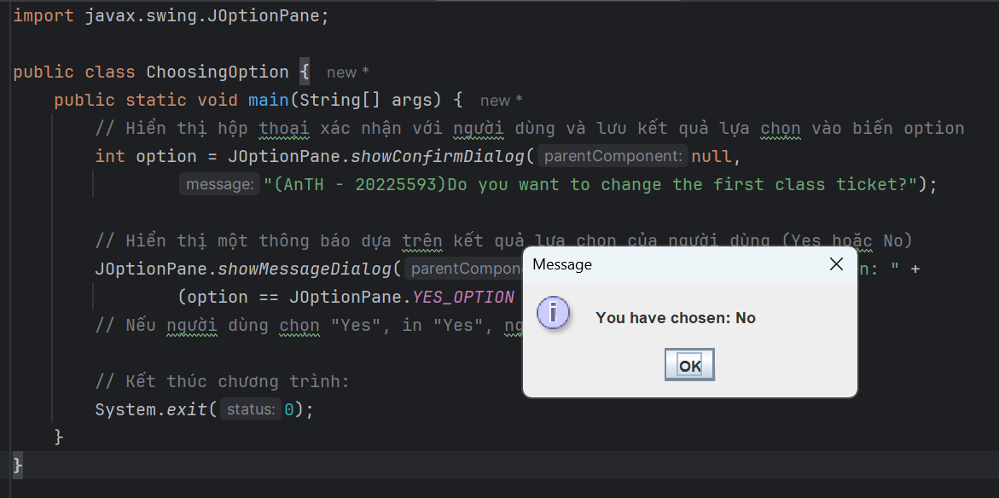 import javax.swing.JOptionPane;
public class ChoosingOption { new *
public static void main(String[] args) { new *
// Hiển thị hộp thoại xác nhận với người dùng và lưu kết quả lựa chọn vào biến option
int option = JOptionPane.showConfirmDialog( parentComponent: null,
message: "(AnTH - 20225593)Do you want to change the first class ticket?");
// Hiển thị một thông báo dựa trên kết quả lựa chọn của người dùng (Yes hoặc No)
JOptionPane.showMessageDialog( parentCompon n: " +
(option == JOptionPane.YES_OPTION
// Nếu người dùng chọn "Yes", in "Yes", ng
// Kết thúc chương trình:
System.exit( status: 0);
}
}
Message
You have chosen: No
OK